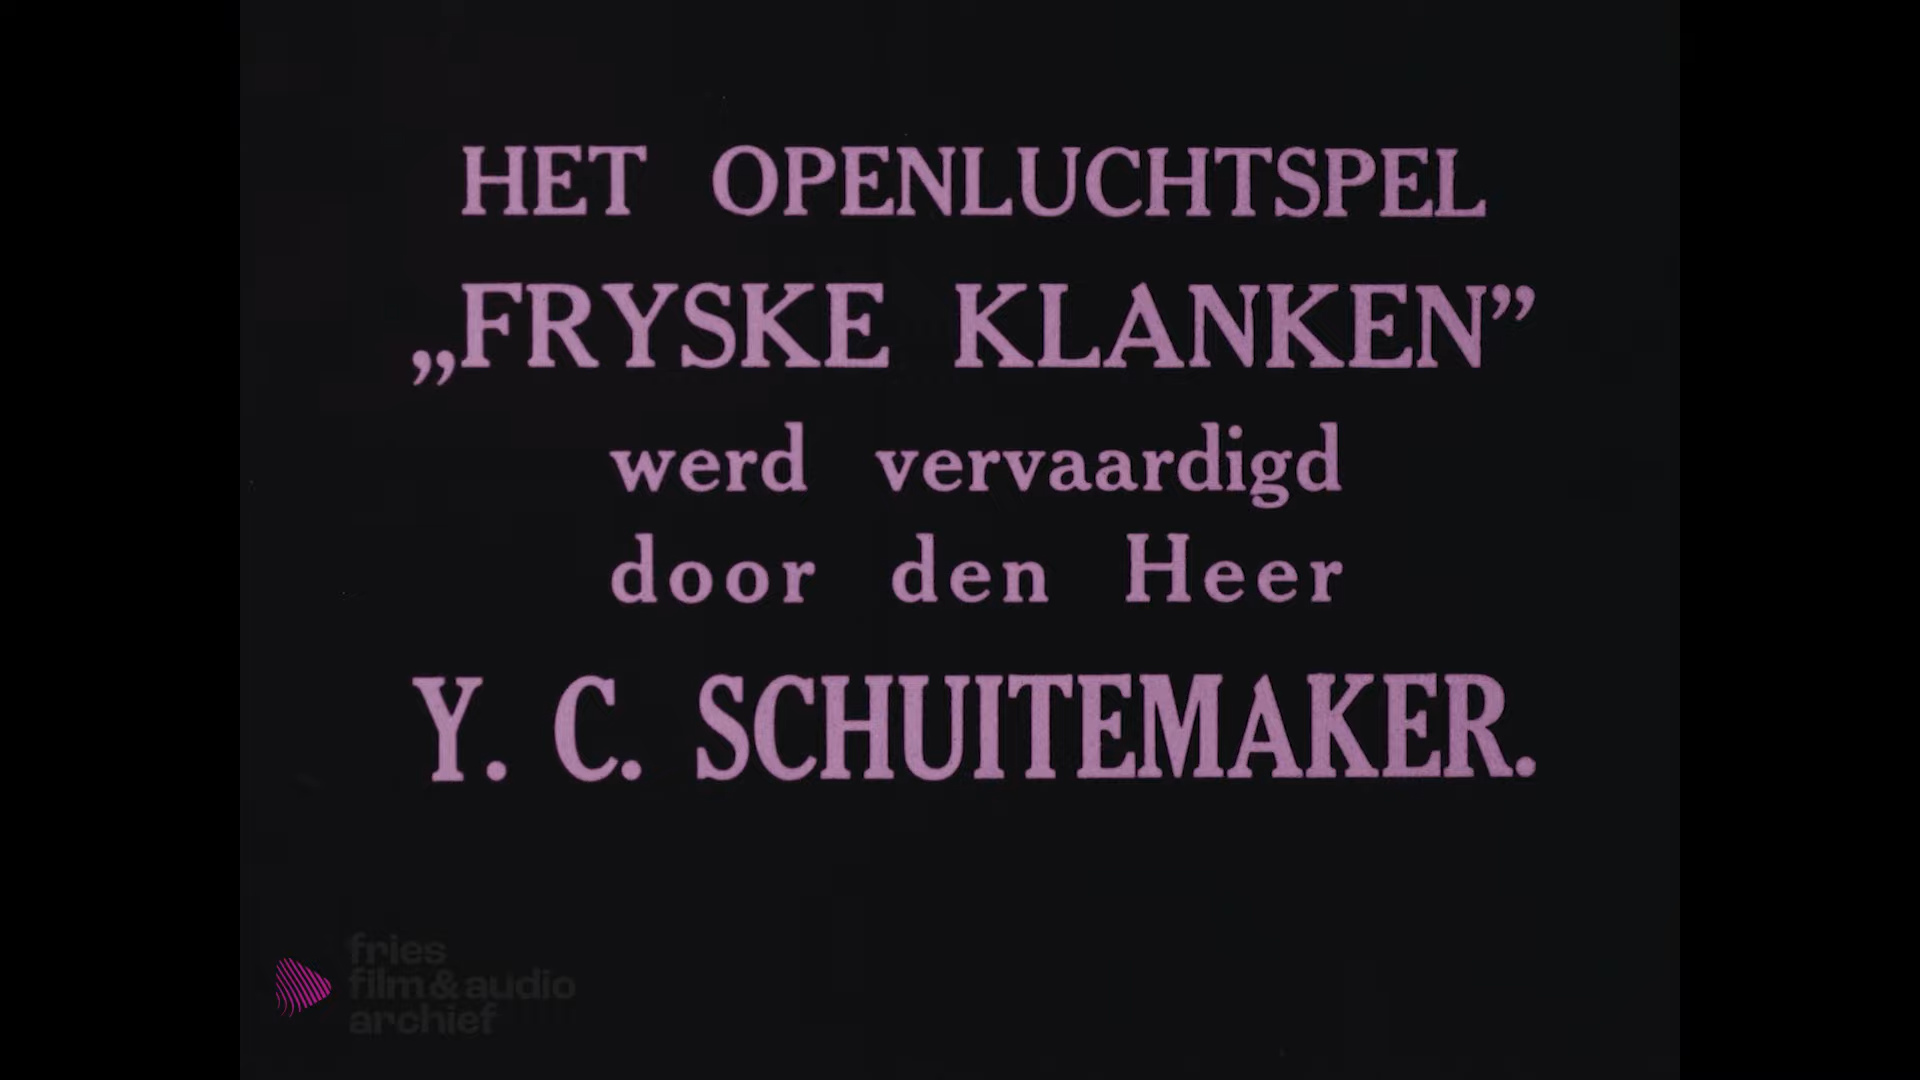 HET OPENLUCHTSPEL
„FRYSKE KLANKEN”
werd vervaardigd
door den Heer
Y. C. SCHUITEMAKER.
fries
film & audio
archief